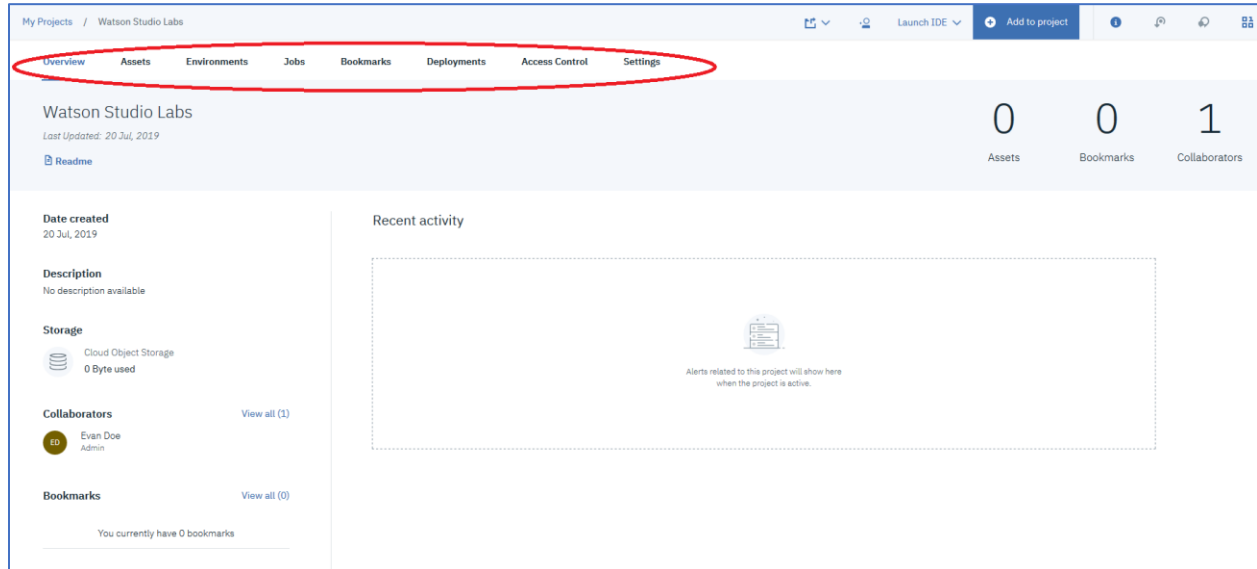 My Projects / Watson Studio Labs
Launch IDE
Add to project
Overview Assets Environments Jobs Bookmarks Deployments Access Control Settings
Watson Studio Labs
Last Updated: 20 Jul, 2019
Readme
0 0 1
Assets Bookmarks Collaborators
Date created
20 Jul, 2019
Description
No description available
Storage
Cloud Object Storage
0 Byte used
Collaborators View all (1)
ED
Evan Doe
Admin
Bookmarks View all (0)
You currently have 0 bookmarks
Recent activity
Alerts related to this project will show here
when the project is active.